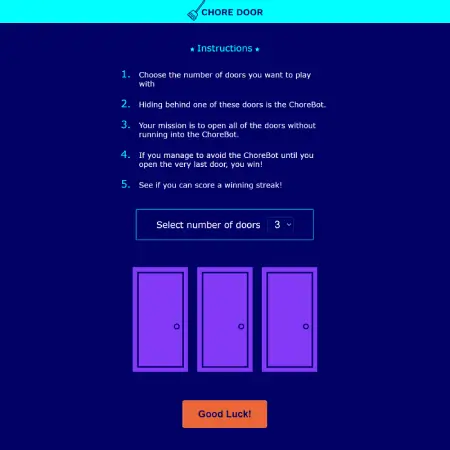 CHORE DOOR
★ Instructions ★
1. Choose the number of doors you want to play
with
2. Hiding behind one of these doors is the ChoreBot.
3. Your mission is to open all of the doors without
running into the ChoreBot.
4. If you manage to avoid the ChoreBot until you
open the very last door, you win!
5. See if you can score a winning streak!
Select number of doors 3
Good Luck!